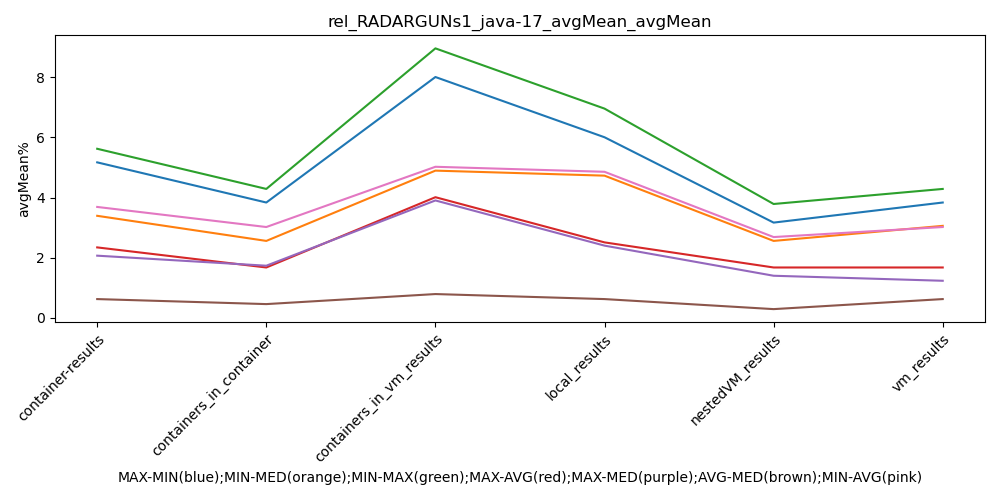 rel_RADARGUNs1_java-17_avgMean_avgMean
avgMean%
8
6
4
2
0
container-results
containers_in_container
containers_in_vm_results
local_results
nestedVM_results
vm_results
MAX-MIN(blue);MIN-MED(orange);MIN-MAX(green);MAX-AVG(red);MAX-MED(purple);AVG-MED(brown);MIN-AVG(pink)